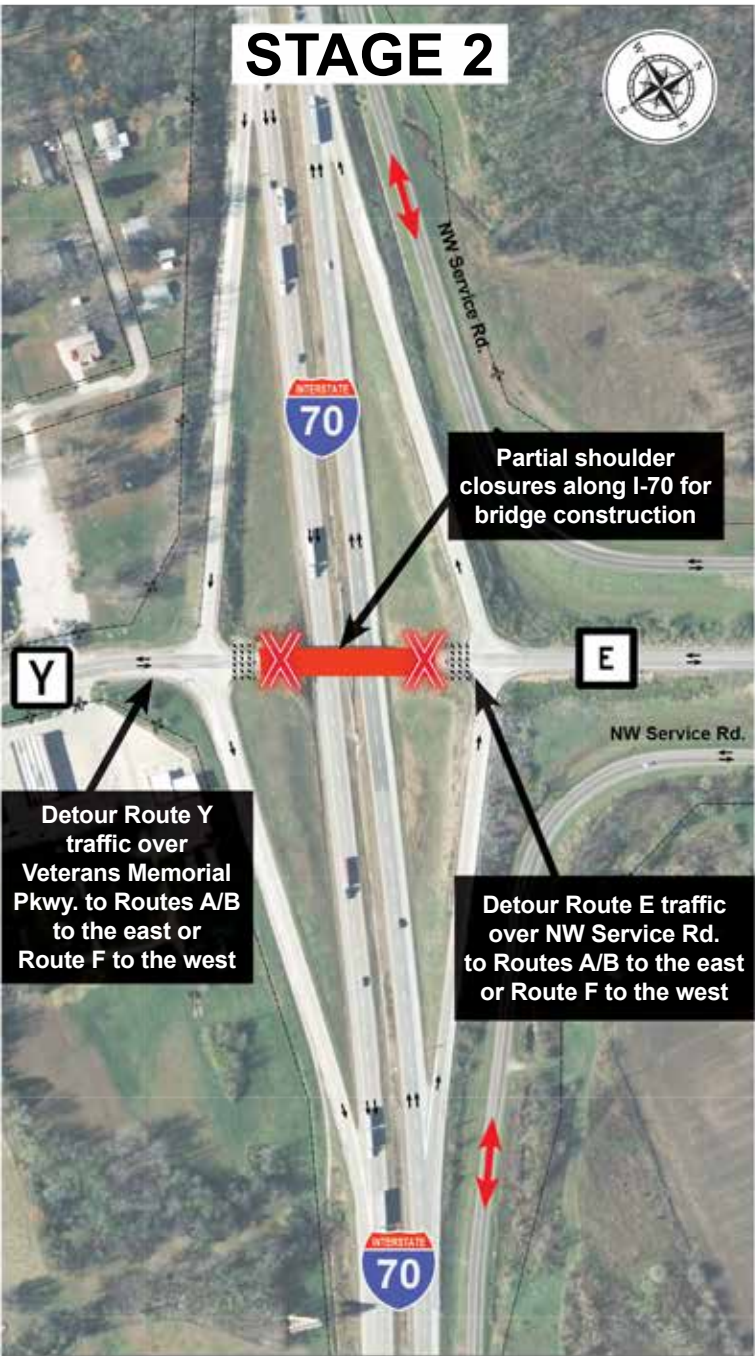 STAGE 2
W
N
S
E
NW Service Rd.
INTERSTATE
70
Partial shoulder
closures along I-70 for
bridge construction
Y
E
NW Service Rd.
Detour Route Y
traffic over
Veterans Memorial
Pkwy. to Routes A/B
to the east or
Route F to the west
Detour Route E traffic
over NW Service Rd.
to Routes A/B to the east
or Route F to the west
INTERSTATE
70